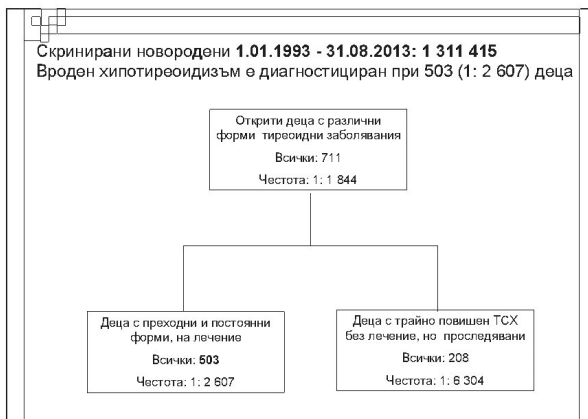 Скринирани новородени 1.01.1993 - 31.08.2013: 1 311 415
Вроден хипотиреоидизъм е диагностициран при 503 (1: 2 607) деца
Открити деца с различни
форми тиреоидни заболявания
Всички: 711
Честота: 1: 1 844
Деца с преходни и постоянни
форми, на лечение
Всички: 503
Честота: 1: 2 607
Деца с трайно повишен ТСХ
без лечение, но проследявани
Всички: 208
Честота: 1: 6 304